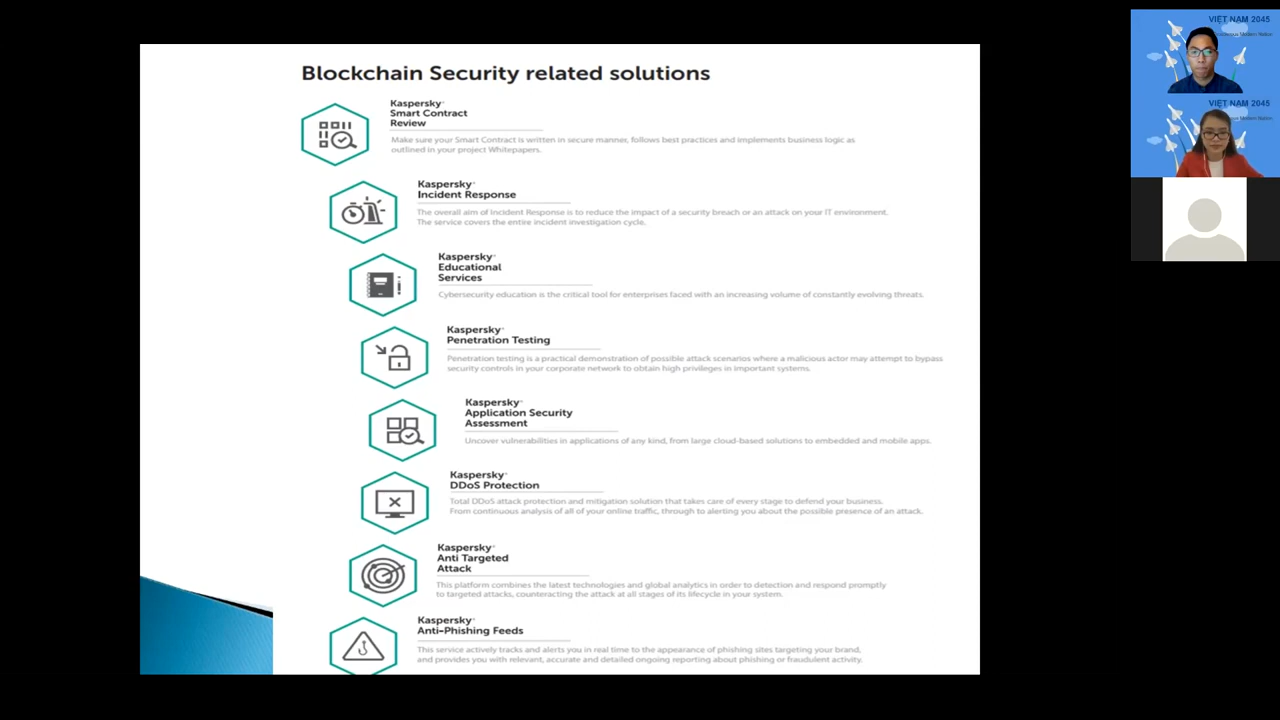 Blockchain Security related solutions
Kaspersky
Smart Contract
Review
Make sure your Smart Contract is written in secure manner, follows best practices and implements business logic as
outlined in your project Whitepapers.
Kaspersky
Incident Response
The overall aim of Incident Response is to reduce the impact of a security breach or an attack on your IT environment.
The service covers the entire incident investigation cycle.
Kaspersky
Educational
Services
Cybersecurity education is the critical tool for enterprises faced with an increasing volume of constantly evolving threats.
Kaspersky
Penetration Testing
Penetration testing is a practical demonstration of possible attack scenarios where a malicious actor may attempt to bypass
security controls in your corporate network to obtain high privileges in important systems.
Kaspersky
Application Security
Assessment
Uncover vulnerabilities in applications of any kind, from large cloud-based solutions to embedded and mobile apps.
Kaspersky
DDoS Protection
Total DDoS attack protection and mitigation solution that takes care of every stage to defend your business.
From continuous analysis of all of your online traffic, through to alerting you about the possible presence of an attack.
Kaspersky
Anti Targeted
Attack
This platform combines the latest technologies and global analytics in order to detection and respond promptly
to targeted attacks, counteracting the attack at all stages of its lifecycle in your system.
Kaspersky
Anti-Phishing Feeds
This service actively tracks and alerts you in real time to the appearance of phishing sites targeting your brand,
and provides you with relevant, accurate and detailed ongoing reporting about phishing or fraudulent activity.
VIỆT NAM 2045
Modern Nation
VIỆT NAM 2045
Modern Nation